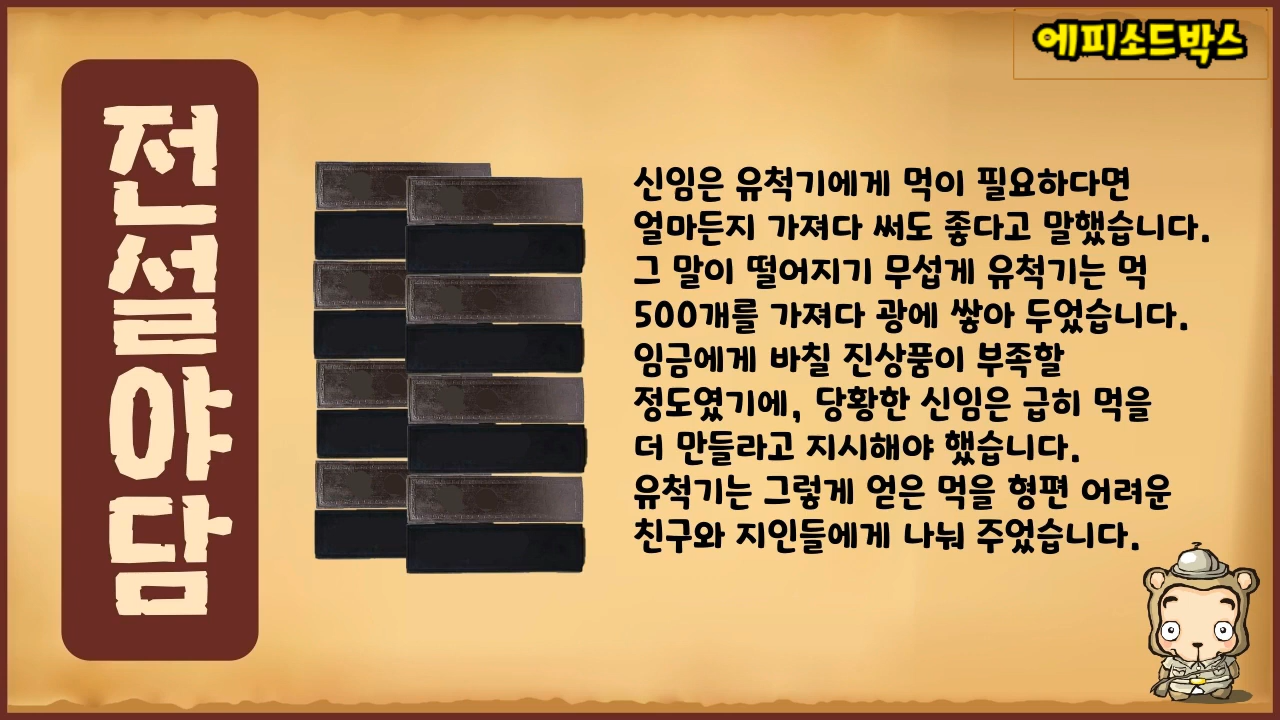 에피소드박스
전설야담
신임은 유척기에게 먹이 필요하다면
얼마든지 가져다 써도 좋다고 말했습니다.
그 말이 떨어지기 무섭게 유척기는 먹
500개를 가져다 광에 쌓아 두었습니다.
임금에게 바칠 진상품이 부족할
정도였기에, 당황한 신임은 급히 먹을
더 만들라고 지시해야 했습니다.
유척기는 그렇게 얻은 먹을 형편 어려운
친구와 지인들에게 나눠 주었습니다.